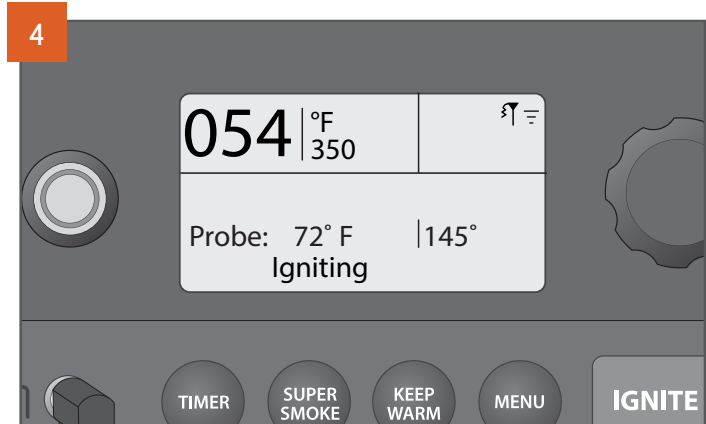 4
054 °F
350
Probe: 72° F 145°
Igniting
TIMER
SUPER
SMOKE
KEEP
WARM
MENU
IGNITE